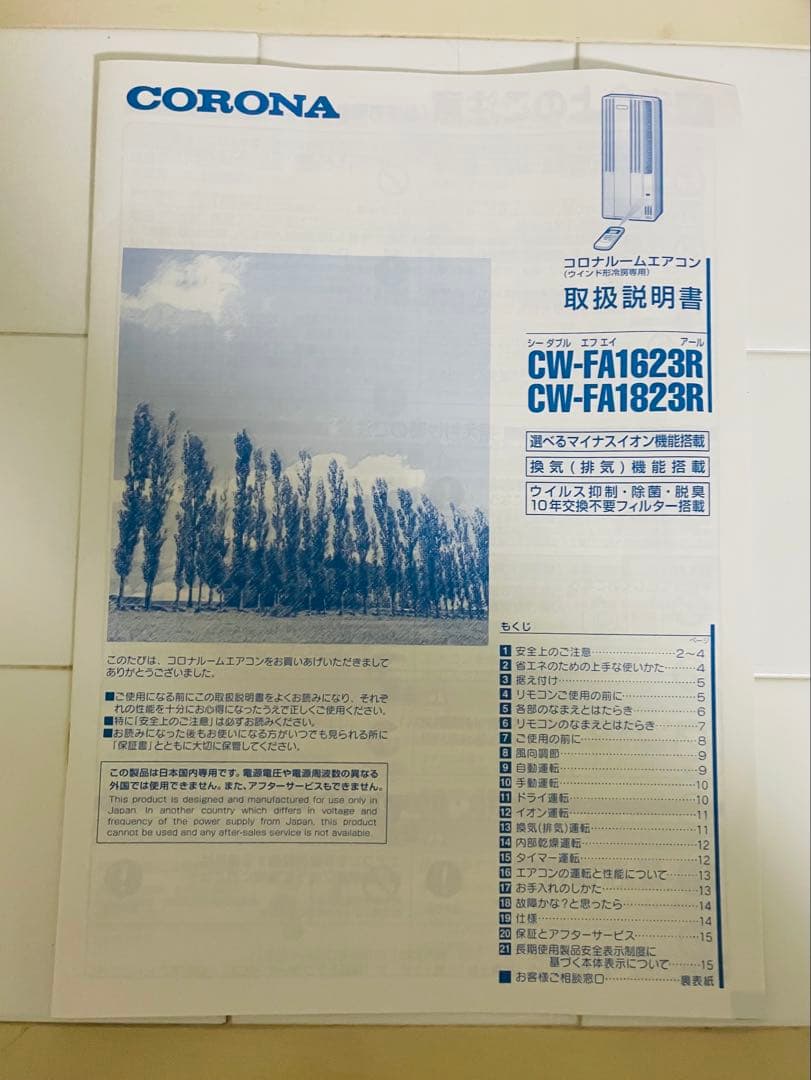 CORONA
コロナルームエアコン
(ウインド形冷房専用)
取扱説明書
シー ダブル エフ エイ アール
CW-FA1623R
CW-FA1823R
選べるマイナスイオン機能搭載
換気(排気)機能搭載
ウイルス抑制・除菌・脱臭
10年交換不要フィルター搭載
このたびは、コロナルームエアコンをお買いあげいただきまして
ありがとうございました。
■ご使用になる前にこの取扱説明書をよくお読みになり、それぞ
れの性能を十分にお心得になったうえで正しくご使用ください。
■特に「安全上のご注意」は必ずお読みください。
■お読みになった後もお使いになる方がいつでも見られる所に
「保証書」とともに大切に保管してください。
この製品は日本国内専用です。電源電圧や電源周波数の異なる
外国では使用できません。また、アフターサービスもできません。
This product is designed and manufactured for use only in
Japan. In another country which differs in voltage and
frequency of the power supply from Japan, this product
cannot be used and any after-sales service is not available.
もくじ
ページ
1 安全上のご注意……………………2～4
2 省エネのための上手な使いかた………4
3 据え付け……………………………5
4 リモコンご使用の前に………………5
5 各部のなまえとはたらき……………6
6 リモコンのなまえとはたらき…………7
7 ご使用の前に………………………8
8 風向調節……………………………9
9 自動運転……………………………9
10 手動運転……………………………10
11 ドライ運転…………………………10
12 イオン運転…………………………11
13 換気(排気)運転……………………11
14 内部乾燥運転………………………12
15 タイマー運転………………………12
16 エアコンの運転と性能について………13
17 お手入れのしかた……………………13
18 故障かな?と思ったら………………14
19 仕様…………………………………14
20 保証とアフターサービス……………15
21 長期使用製品安全表示制度に
基づく本体表示について………15
■ お客様ご相談窓口…………………裏表紙